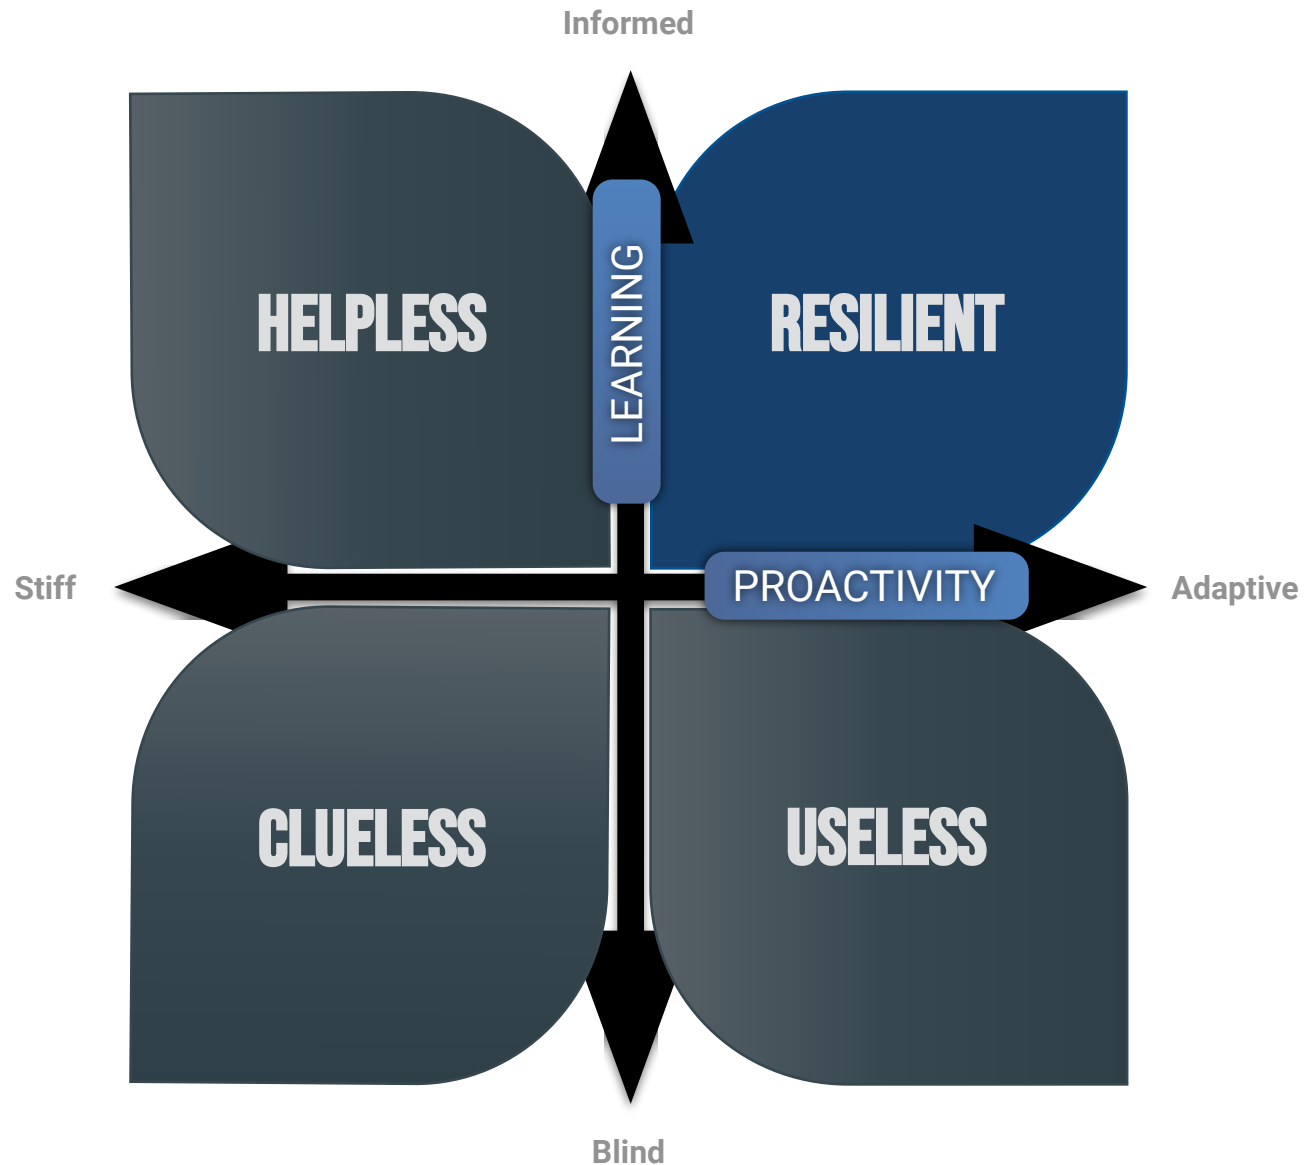 Informed
HELPLESS
LEARNING
RESILIENT
Stiff
PROACTIVITY
Adaptive
CLUELESS
USELESS
Blind